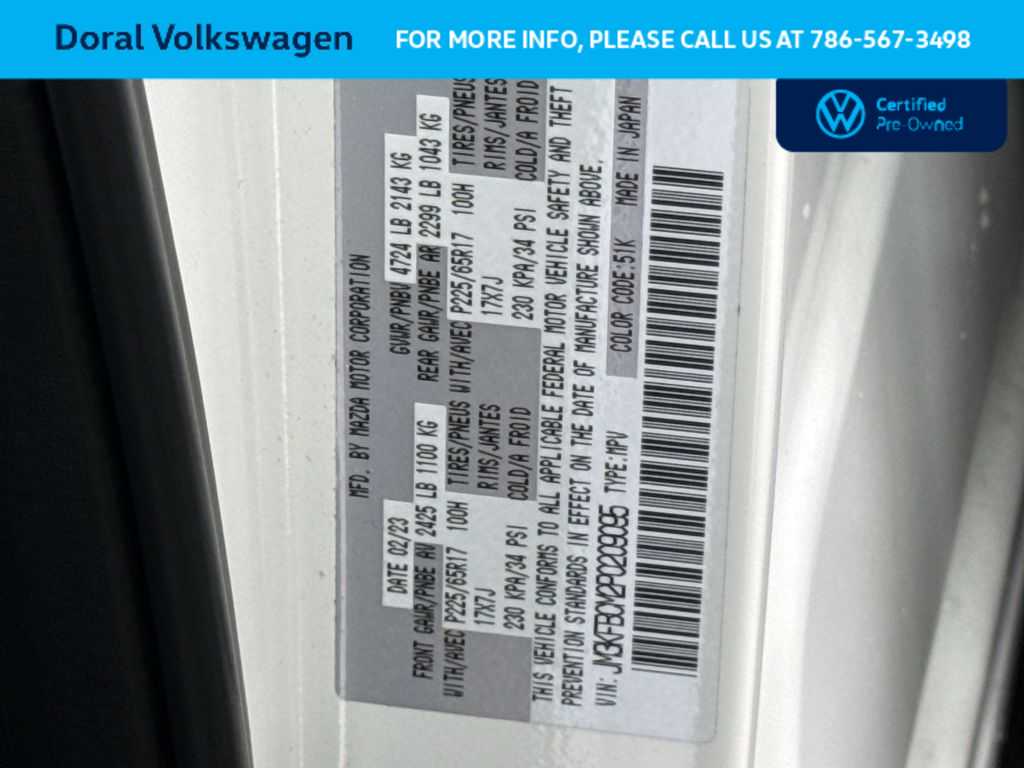 Doral Volkswagen
FOR MORE INFO, PLEASE CALL US AT 786-567-3498
Certified
Pre-Owned
MFD. BY MAZDA MOTOR CORPORATION
DATE 02/23 GVWR/PNBV 4724 LB 2143 KG
FRONT GAWR/PNBE AV 2425 LB 1100 KG REAR GAWR/PNBE AR 2299 LB 1043 KG
WITH/AVEC P225/65R17 100H TIRES/PNEUS WITH/AVEC P225/65R17 100H TIRES/PNEUS
17X7J RIMS/JANTES 17X7J RIMS/JANTES
230 KPA/34 PSI COLD/A FROID 230 KPA/34 PSI COLD/A FROID
THIS VEHICLE CONFORMS TO ALL APPLICABLE FEDERAL MOTOR VEHICLE SAFETY AND THEFT
PREVENTION STANDARDS IN EFFECT ON THE DATE OF MANUFACTURE SHOWN ABOVE.
VIN: TYPE:MPV COLOR CODE:51K MADE IN JAPAN